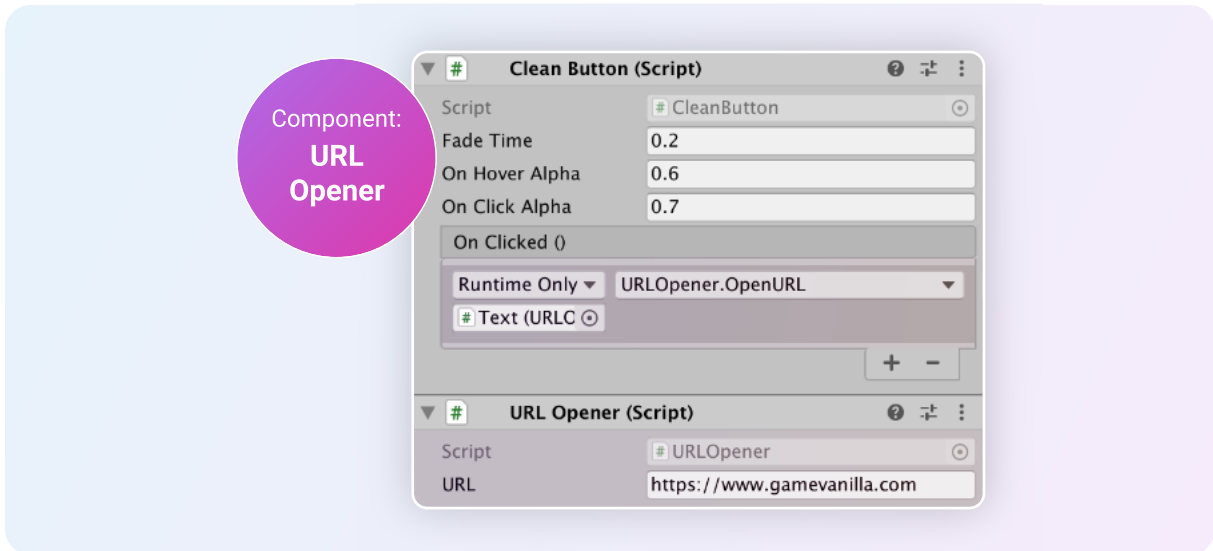 Component:
URL
Opener
# Clean Button (Script)
Script # CleanButton
Fade Time 0.2
On Hover Alpha 0.6
On Click Alpha 0.7
On Clicked ()
Runtime Only URLOpener.OpenURL
# Text (URLO
+ −
# URL Opener (Script)
Script # URLOpener
URL https://www.gamevanilla.com